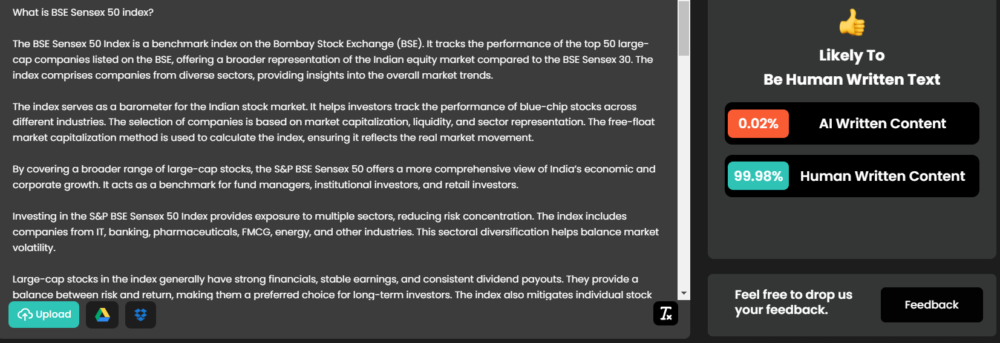 What is BSE Sensex 50 index?
The BSE Sensex 50 Index is a benchmark index on the Bombay Stock Exchange (BSE). It tracks the performance of the top 50 large-
cap companies listed on the BSE, offering a broader representation of the Indian equity market compared to the BSE Sensex 30. The
index comprises companies from diverse sectors, providing insights into the overall market trends.
The index serves as a barometer for the Indian stock market. It helps investors track the performance of blue-chip stocks across
different industries. The selection of companies is based on market capitalization, liquidity, and sector representation. The free-float
market capitalization method is used to calculate the index, ensuring it reflects the real market movement.
By covering a broader range of large-cap stocks, the S&P BSE Sensex 50 offers a more comprehensive view of India’s economic and
corporate growth. It acts as a benchmark for fund managers, institutional investors, and retail investors.
Investing in the S&P BSE Sensex 50 Index provides exposure to multiple sectors, reducing risk concentration. The index includes
companies from IT, banking, pharmaceuticals, FMCG, energy, and other industries. This sectoral diversification helps balance market
volatility.
Large-cap stocks in the index generally have strong financials, stable earnings, and consistent dividend payouts. They provide a
balance between risk and return, making them a preferred choice for long-term investors. The index also mitigates individual stock
Upload
Likely To
Be Human Written Text
0.02% AI Written Content
99.98% Human Written Content
Feel free to drop us
your feedback.
Feedback